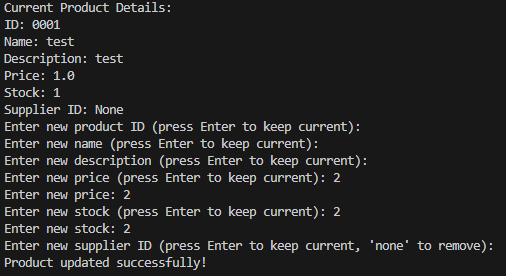 Current Product Details:
ID: 0001
Name: test
Description: test
Price: 1.0
Stock: 1
Supplier ID: None
Enter new product ID (press Enter to keep current):
Enter new name (press Enter to keep current):
Enter new description (press Enter to keep current):
Enter new price (press Enter to keep current): 2
Enter new price: 2
Enter new stock (press Enter to keep current): 2
Enter new stock: 2
Enter new supplier ID (press Enter to keep current, 'none' to remove):
Product updated successfully!